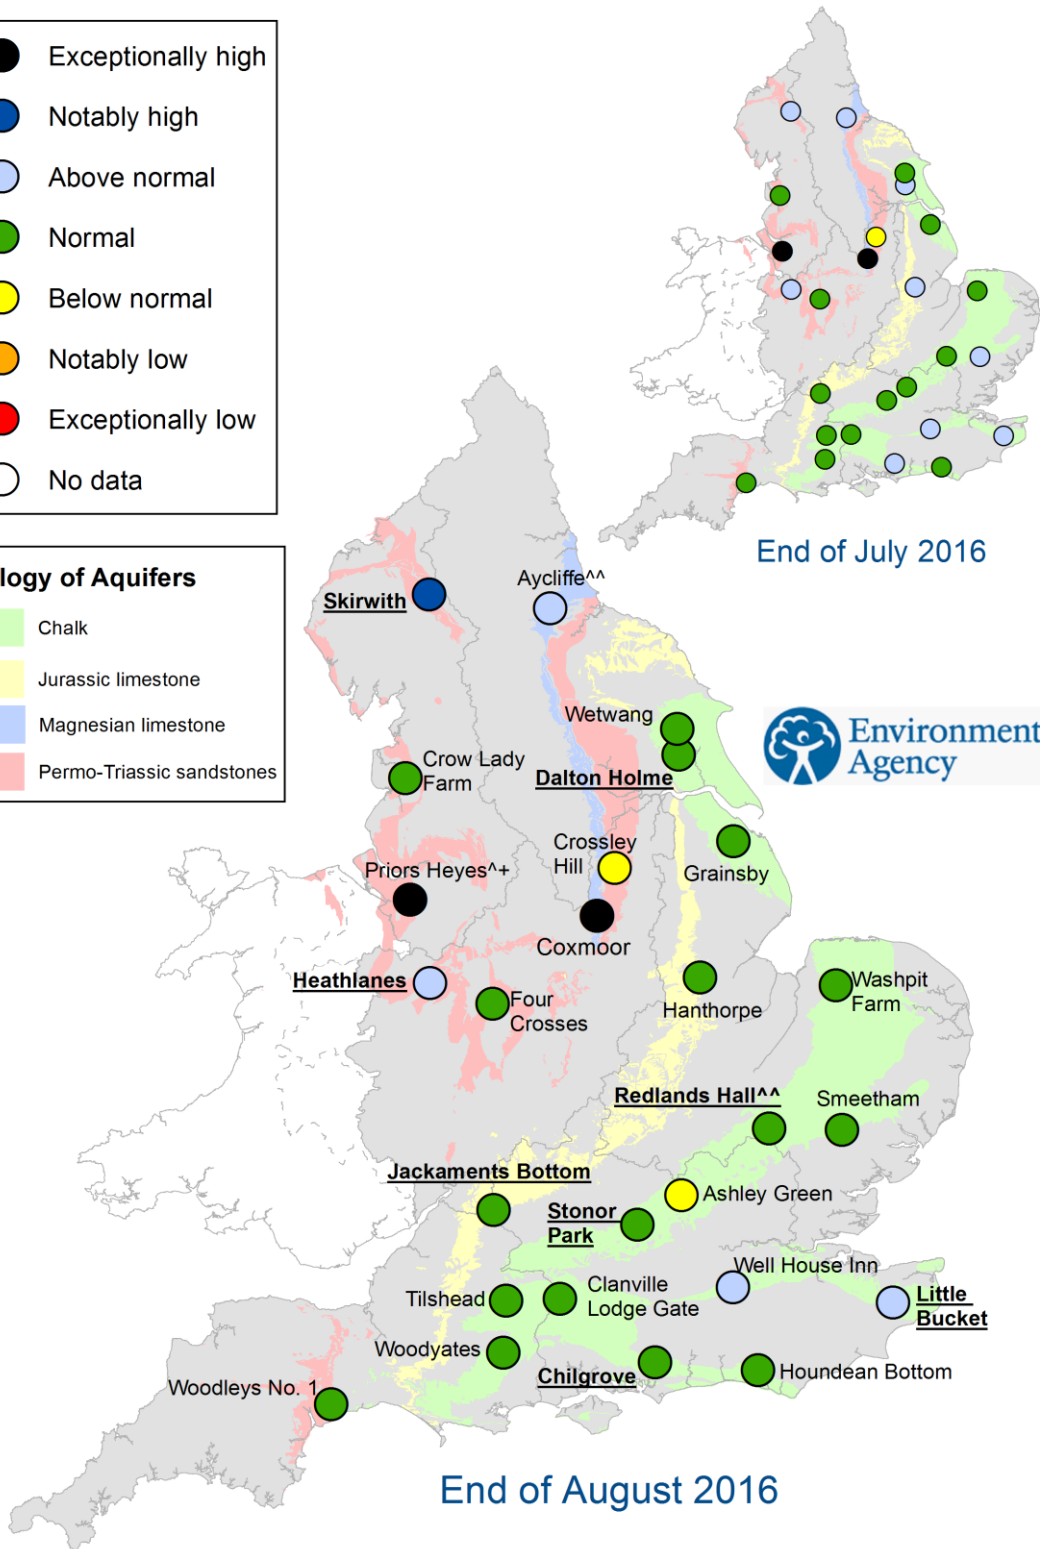 Exceptionally high
Notably high
Above normal
Normal
Below normal
Notably low
Exceptionally low
No data
logy of Aquifers
Chalk
Jurassic limestone
Magnesian limestone
Permo-Triassic sandstones
End of July 2016
Environment
Agency
Aycliffe^^
Skirwith
Wetwang
Crow Lady
Farm
Dalton Holme
Crossley
Hill
Grainsby
Priors Heyes^+
Coxmoor
Heathlanes
Four
Crosses
Hanthorpe
Washpit
Farm
Redlands Hall^^
Smeetham
Jackaments Bottom
Ashley Green
Stonor
Park
Well House Inn
Little
Bucket
Clanville
Lodge Gate
Tilshead
Woodyates
Chilgrove
Houndean Bottom
Woodleys No. 1
End of August 2016